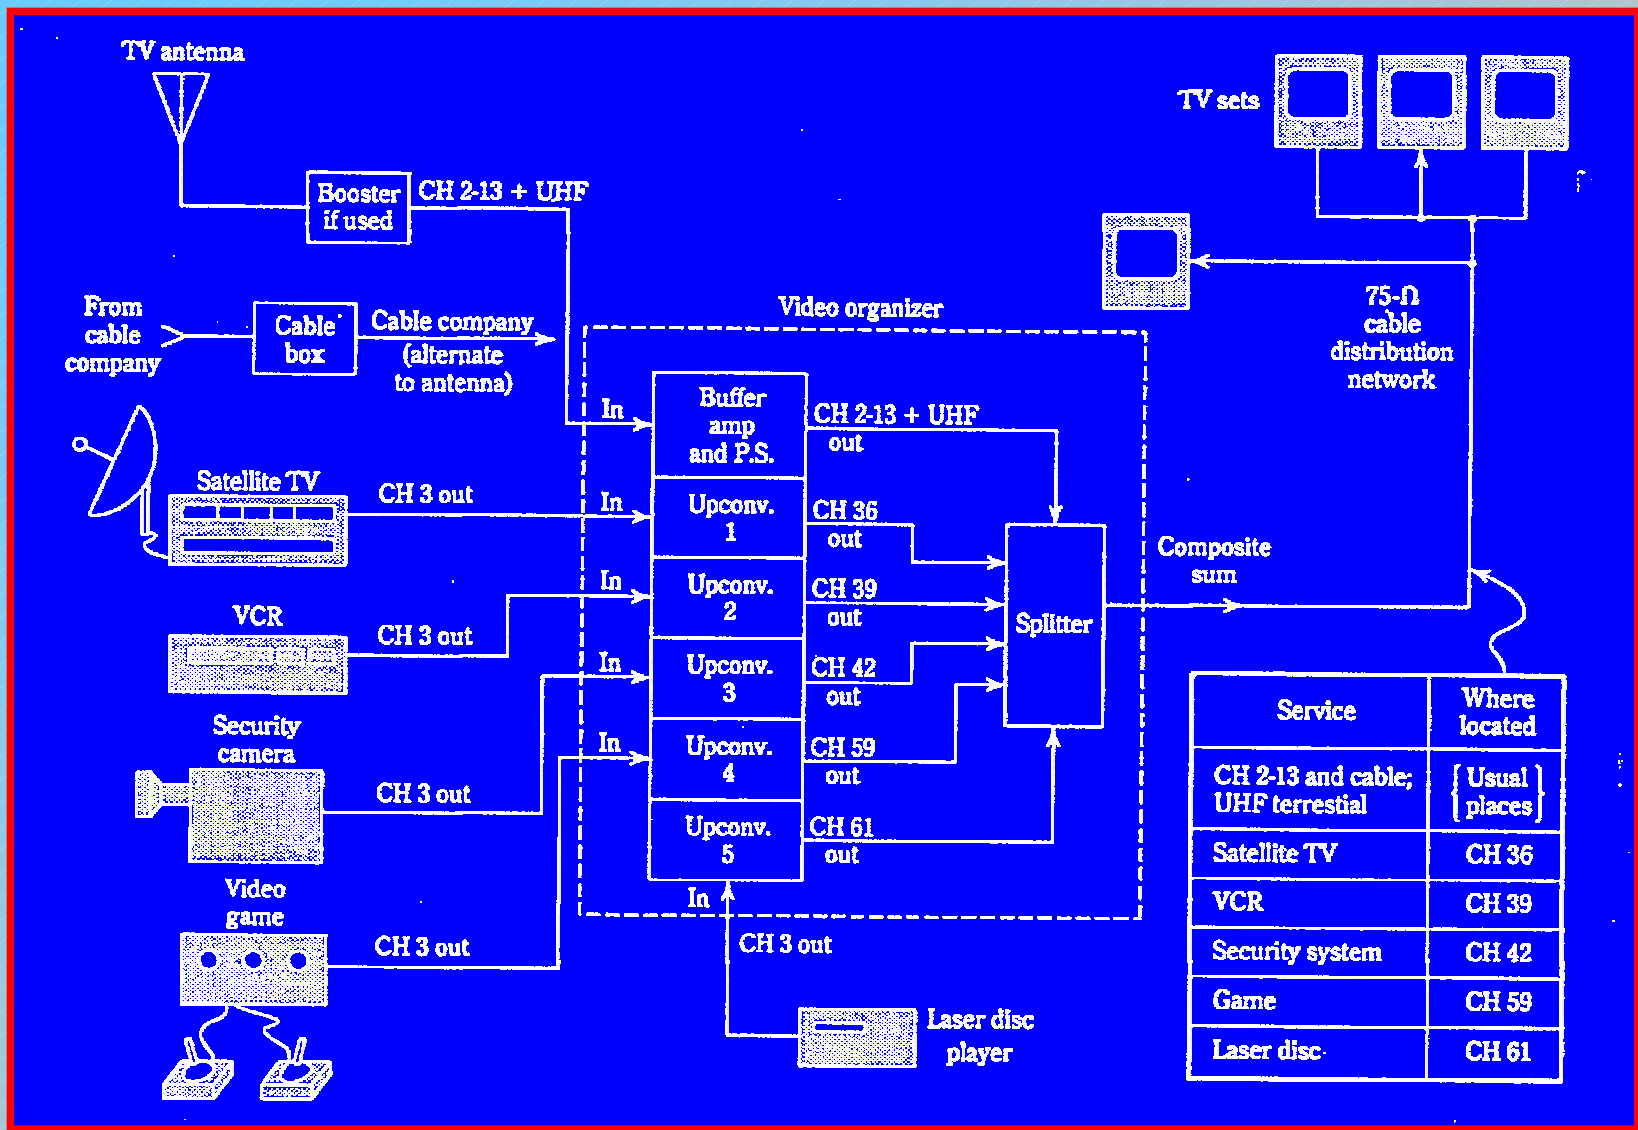 TV antenna
Booster
if used
CH 2-13 + UHF
TV sets
From
cable
company
Cable
box
Cable company
(alternate
to antenna)
Video organizer
75-Ω
cable
distribution
network
In
Buffer
amp
and P.S.
CH 2-13 + UHF
out
Satellite TV
CH 3 out
In
Upconv.
1
CH 36
out
VCR
CH 3 out
In
Upconv.
2
CH 39
out
Splitter
Composite
sum
Security
camera
CH 3 out
In
Upconv.
3
CH 42
out
Video
game
CH 3 out
In
Upconv.
4
CH 59
out
Upconv.
5
CH 61
out
In
CH 3 out
Laser disc
player
Service
Where
located
CH 2-13 and cable;
UHF terrestial
[Usual
places]
Satellite TV
CH 36
VCR
CH 39
Security system
CH 42
Game
CH 59
Laser disc
CH 61